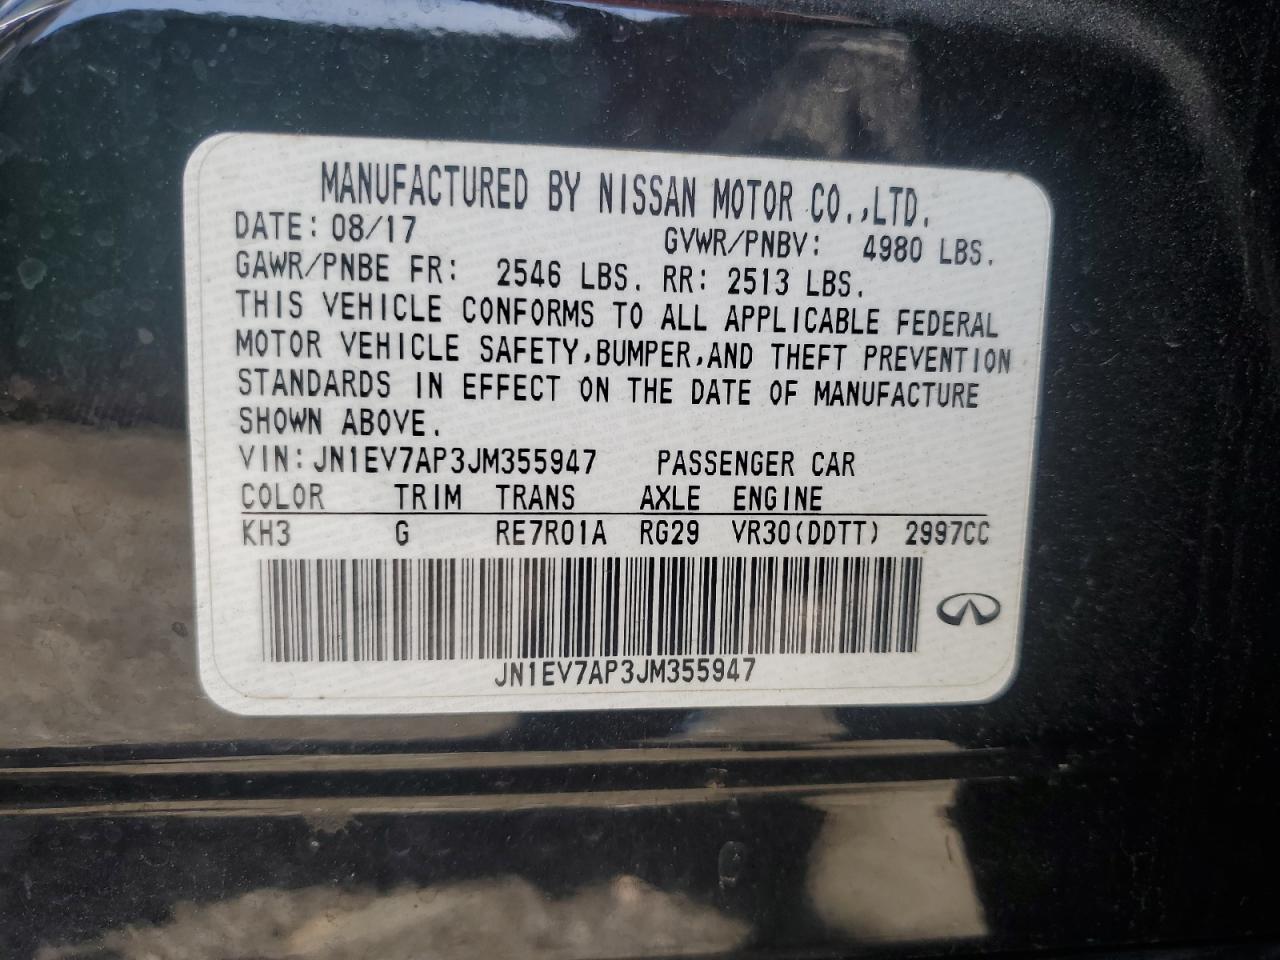 MANUFACTURED BY NISSAN MOTOR CO.,LTD.
DATE: 08/17 GVWR/PNBV: 4980 LBS.
GAWR/PNBE FR: 2546 LBS. RR: 2513 LBS.
THIS VEHICLE CONFORMS TO ALL APPLICABLE FEDERAL
MOTOR VEHICLE SAFETY,BUMPER,AND THEFT PREVENTION
STANDARDS IN EFFECT ON THE DATE OF MANUFACTURE
SHOWN ABOVE.
VIN: JN1EV7AP3JM355947 PASSENGER CAR
COLOR TRIM TRANS AXLE ENGINE
KH3 G RE7R01A RG29 VR30(DDTT) 2997CC
JN1EV7AP3JM355947